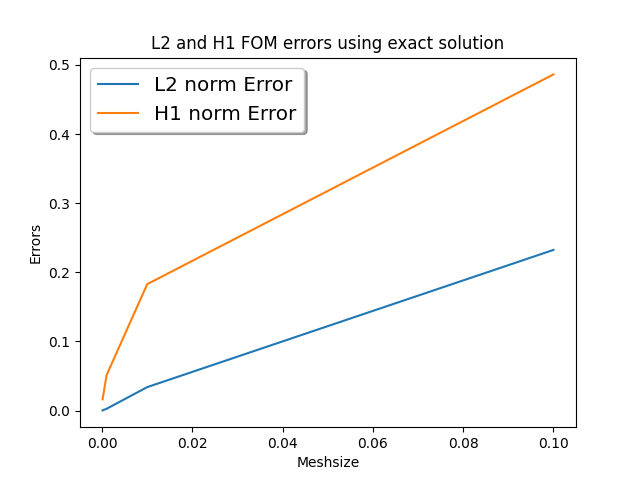 L2 and H1 FOM errors using exact solution
L2 norm Error
H1 norm Error
Errors
0.5
0.4
0.3
0.2
0.1
0.0
0.00 0.02 0.04 0.06 0.08 0.10
Meshsize